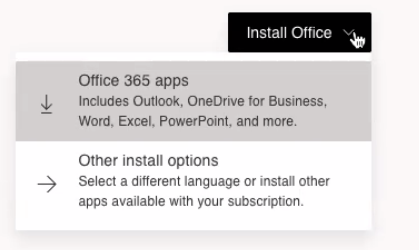 Install Office
Office 365 apps
Includes Outlook, OneDrive for Business,
Word, Excel, PowerPoint, and more.
Other install options
Select a different language or install other
apps available with your subscription.